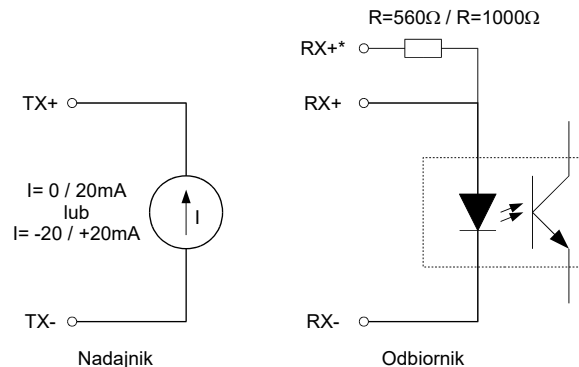 R=560Ω / R=1000Ω
RX+*
TX+
RX+
I= 0 / 20mA
lub
I= -20 / +20mA
I
TX-
RX-
Nadajnik
Odbiornik